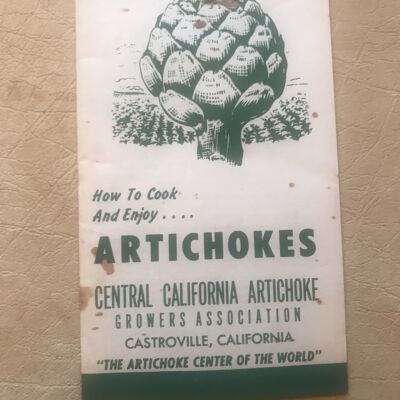 How To Cook
And Enjoy ....
ARTICHOKES
CENTRAL CALIFORNIA ARTICHOKE
GROWERS ASSOCIATION
CASTROVILLE, CALIFORNIA
"THE ARTICHOKE CENTER OF THE WORLD"